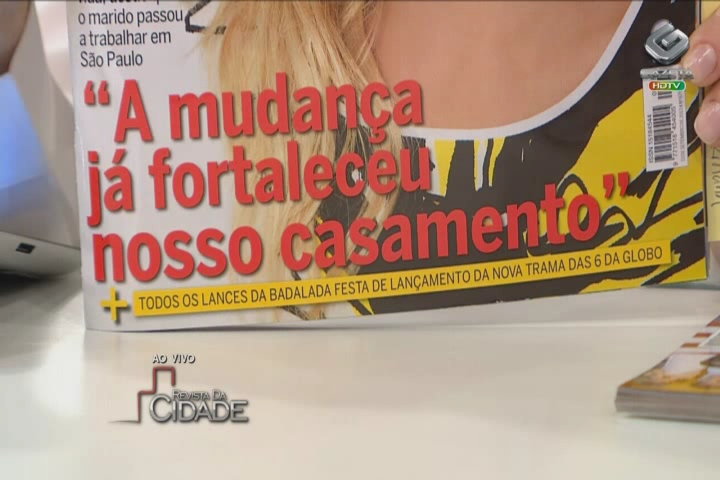 o marido passou
a trabalhar em
São Paulo
HDTV
"A mudança
já fortaleceu
nosso casamento"
+ TODOS OS LANCES DA BADALADA FESTA DE LANÇAMENTO DA NOVA TRAMA DAS 6 DA GLOBO
AO VIVO
REVISTA DA
CIDADE